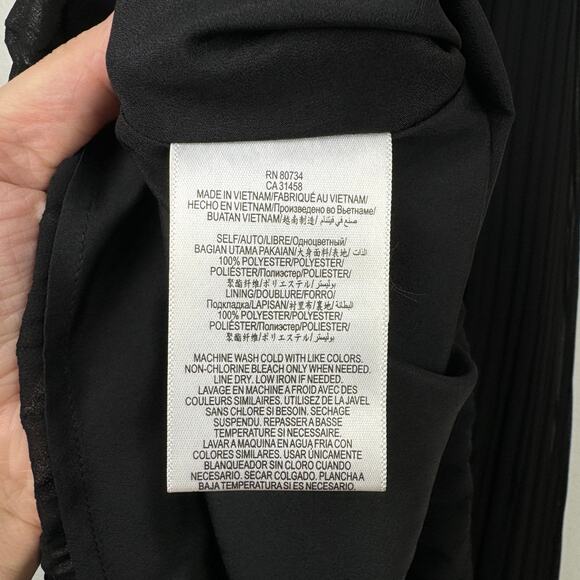 RN 80734
CA 31458
MADE IN VIETNAM/FABRIQUÉ AU VIETNAM/
HECHO EN VIETNAM/Произведено во Вьетнаме/
BUATAN VIETNAM/越南制造/صنع في فيتنام
SELF/AUTO/LIBRE/Одноцветный/
BAGIAN UTAMA PAKAIAN/大身面料/表地/الذات
100% POLYESTER/POLYESTER/
POLIÉSTER/Полиэстер/POLIESTER/
聚酯纤维/ポリエステル/بوليستر
LINING/DOUBLURE/FORRO/
Подкладка/LAPISAN/衬里布/裏地/البطانة
100% POLYESTER/POLYESTER/
POLIÉSTER/Полиэстер/POLIESTER/
聚酯纤维/ポリエステル/بوليستر
MACHINE WASH COLD WITH LIKE COLORS.
NON-CHLORINE BLEACH ONLY WHEN NEEDED.
LINE DRY. LOW IRON IF NEEDED.
LAVAGE EN MACHINE A FROID AVEC DES
COULEURS SIMILAIRES. UTILISEZ DE LA JAVEL
SANS CHLORE SI BESOIN. SECHAGE
SUSPENDU. REPASSER A BASSE
TEMPERATURE SI NECESSAIRE.
LAVAR A MAQUINA EN AGUA FRIA CON
COLORES SIMILARES. USAR ÚNICAMENTE
BLANQUEADOR SIN CLORO CUANDO ES
NECESARIO. SECAR COLGADO. PLANCHA A
BAJA TEMPERATURA SI ES NECESARIO.